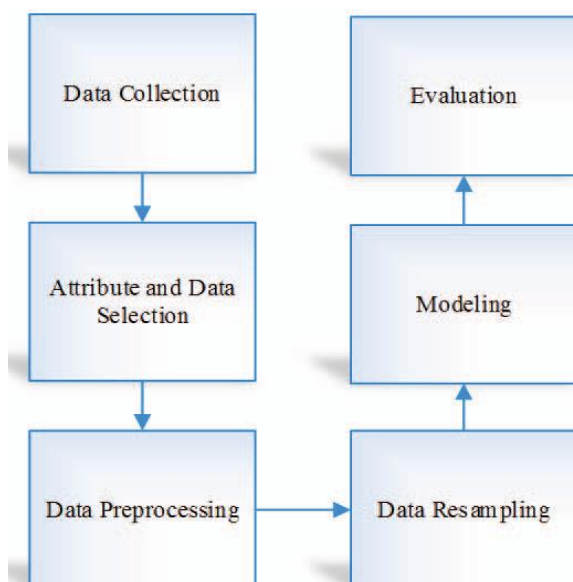 Data Collection
Attribute and Data
Selection
Data Preprocessing
Data Resampling
Modeling
Evaluation